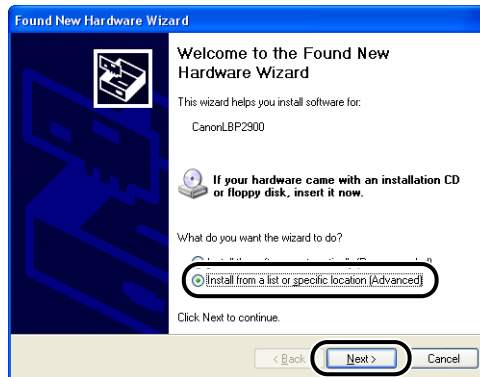 Found New Hardware Wizard
Welcome to the Found New
Hardware Wizard
This wizard helps you install software for:
CanonLBP2900
If your hardware came with an installation CD
or floppy disk, insert it now.
What do you want the wizard to do?
Install from a list or specific location (Advanced)
Click Next to continue.
< Back Next > Cancel